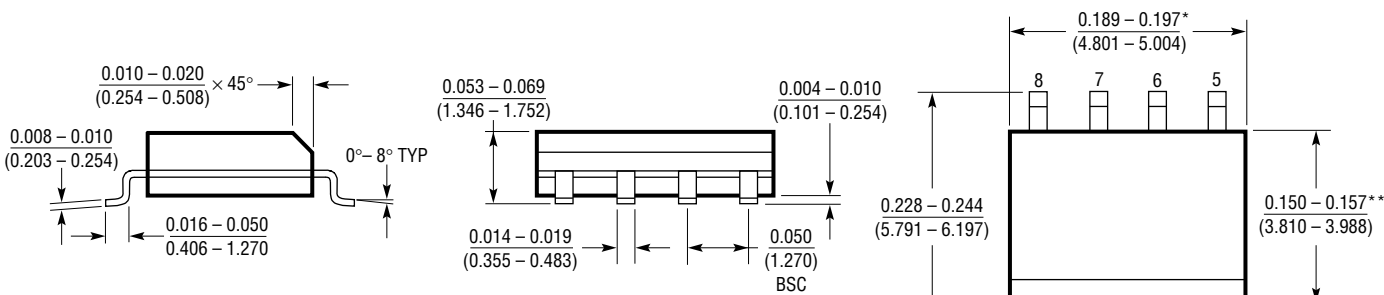 0.010 – 0.020
(0.254 – 0.508)
× 45°
0.008 – 0.010
(0.203 – 0.254)
0°– 8° TYP
0.016 – 0.050
0.406 – 1.270
0.053 – 0.069
(1.346 – 1.752)
0.004 – 0.010
(0.101 – 0.254)
0.014 – 0.019
(0.355 – 0.483)
0.050
(1.270)
BSC
0.189 – 0.197*
(4.801 – 5.004)
8 7 6 5
0.228 – 0.244
(5.791 – 6.197)
0.150 – 0.157**
(3.810 – 3.988)